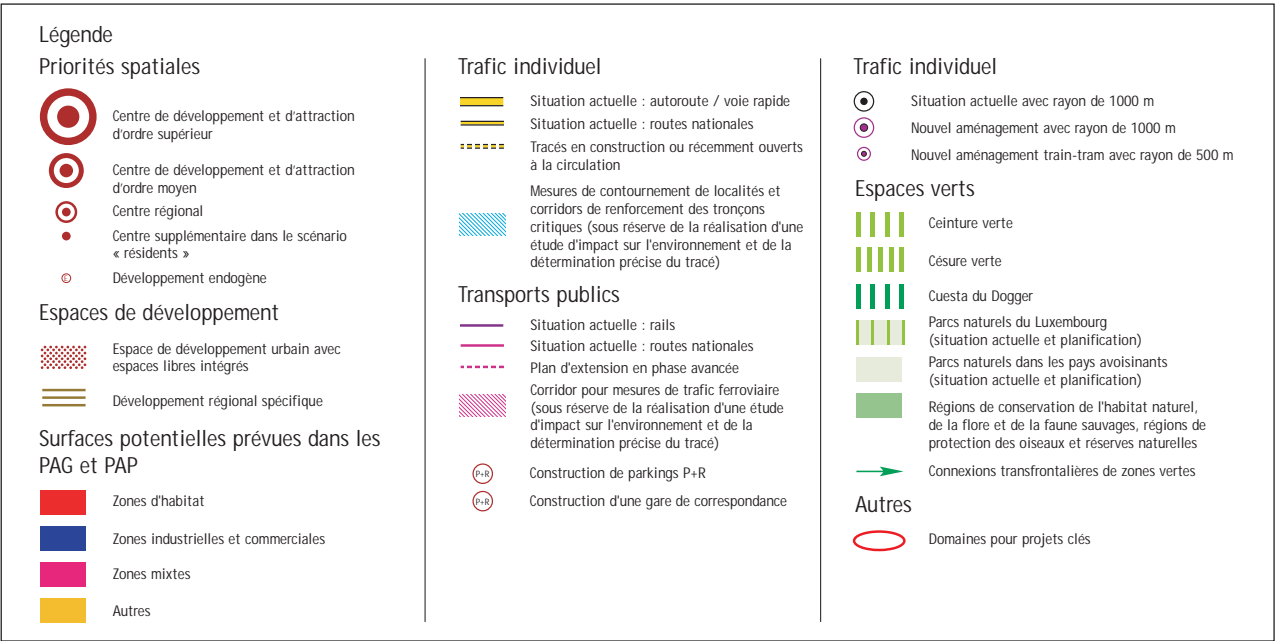 Légende
Priorités spatiales
Centre de développement et d'attraction
d'ordre supérieur
Centre de développement et d'attraction
d'ordre moyen
Centre régional
Centre supplémentaire dans le scénario
« résidents »
E
Développement endogène
Espaces de développement
Espace de développement urbain avec
espaces libres intégrés
Développement régional spécifique
Surfaces potentielles prévues dans les
PAG et PAP
Zones d'habitat
Zones industrielles et commerciales
Zones mixtes
Autres
Trafic individuel
Situation actuelle : autoroute / voie rapide
Situation actuelle : routes nationales
Tracés en construction ou récemment ouverts
à la circulation
Mesures de contournement de localités et
corridors de renforcement des tronçons
critiques (sous réserve de la réalisation d'une
étude d'impact sur l'environnement et de la
détermination précise du tracé)
Transports publics
Situation actuelle : rails
Situation actuelle : routes nationales
Plan d'extension en phase avancée
Corridor pour mesures de trafic ferroviaire
(sous réserve de la réalisation d'une étude
d'impact sur l'environnement et de la
détermination précise du tracé)
P+R
Construction de parkings P+R
P+R
Construction d'une gare de correspondance
Trafic individuel
Situation actuelle avec rayon de 1000 m
Nouvel aménagement avec rayon de 1000 m
Nouvel aménagement train-tram avec rayon de 500 m
Espaces verts
Ceinture verte
Césure verte
Cuesta du Dogger
Parcs naturels du Luxembourg
(situation actuelle et planification)
Parcs naturels dans les pays avoisinants
(situation actuelle et planification)
Régions de conservation de l'habitat naturel,
de la flore et de la faune sauvages, régions de
protection des oiseaux et réserves naturelles
Connexions transfrontalières de zones vertes
Autres
Domaines pour projets clés